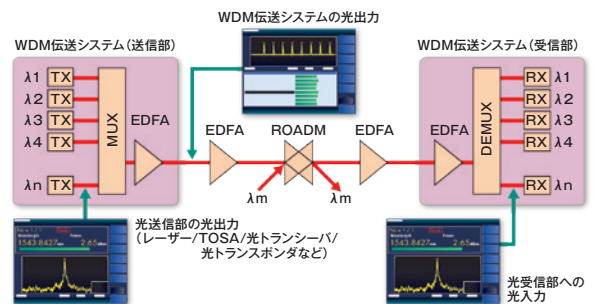 WDM伝送システムの光出力
WDM伝送システム(送信部)
WDM伝送システム(受信部)
λ1 TX
λ2 TX
λ3 TX
λ4 TX
λn TX
MUX
EDFA
EDFA
ROADM
λm
λm
EDFA
EDFA
DEMUX
RX λ1
RX λ2
RX λ3
RX λ4
RX λn
1543.8427
2.65
光送信部の光出力
(レーザー/TOSA/光トランシーバ/
光トランスポンダなど)
1543.8427
2.65
光受信部への
光入力